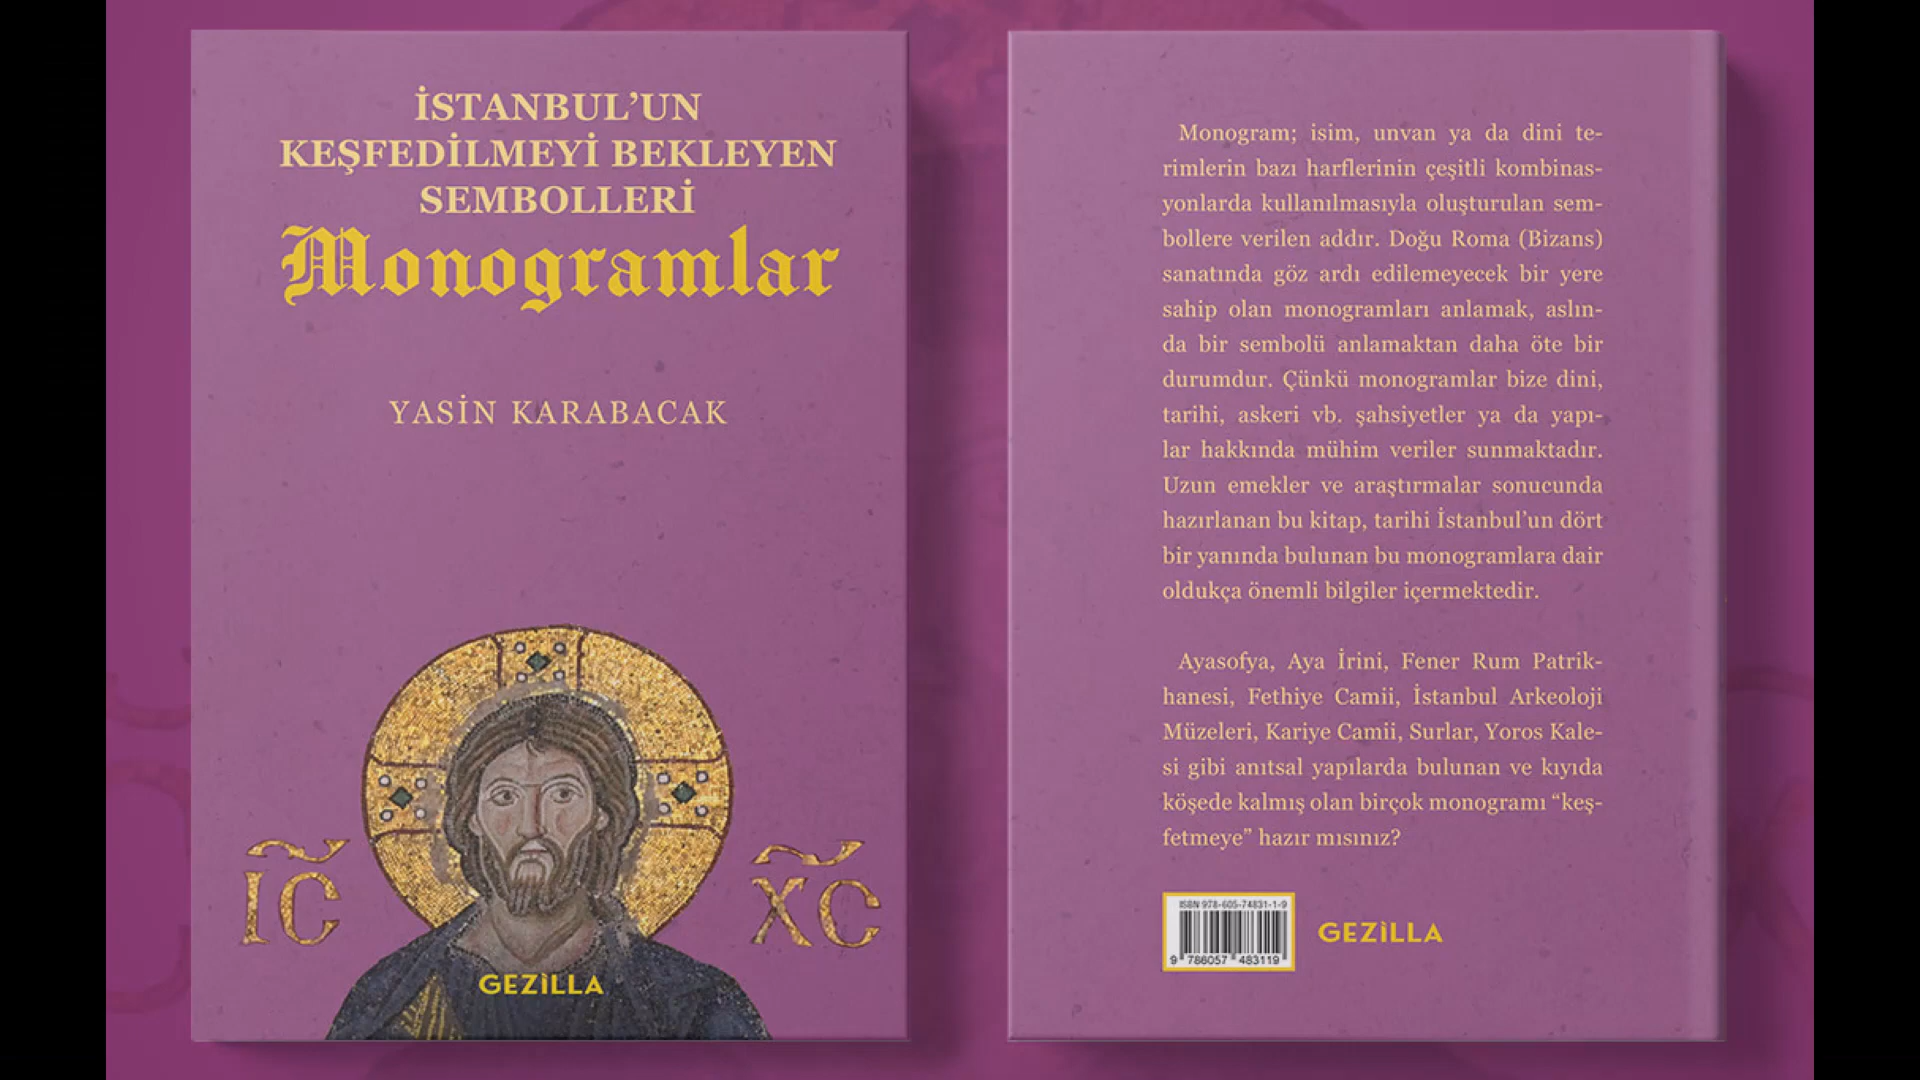 İSTANBUL’UN
KEŞFEDİLMEYİ BEKLEYEN
SEMBOLLERİ
Monogramlar
YASİN KARABACAK
IC
XC
GEZİLLA
Monogram; isim, unvan ya da dini te-
rimlerin bazı harflerinin çeşitli kombinas-
yonlarda kullanılmasıyla oluşturulan sem-
bollere verilen addır. Doğu Roma (Bizans)
sanatında göz ardı edilemeyecek bir yere
sahip olan monogramları anlamak, aslın-
da bir sembolü anlamaktan daha öte bir
durumdur. Çünkü monogramlar bize dini,
tarihi, askeri vb. şahsiyetler ya da yapı-
lar hakkında mühim veriler sunmaktadır.
Uzun emekler ve araştırmalar sonucunda
hazırlanan bu kitap, tarihi İstanbul’un dört
bir yanında bulunan bu monogramlara dair
oldukça önemli bilgiler içermektedir.
Ayasofya, Aya İrini, Fener Rum Patrik-
hanesi, Fethiye Camii, İstanbul Arkeoloji
Müzeleri, Kariye Camii, Surlar, Yoros Kale-
si gibi anıtsal yapılarda bulunan ve kıyıda
köşede kalmış olan birçok monogramı “keş-
fetmeye” hazır mısınız?
ISBN 978-605-74831-1-9
9 786057 483119
GEZİLLA